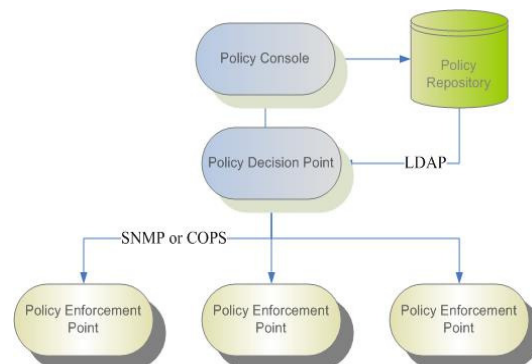 Policy Console
Policy
Repository
Policy Decision Point
LDAP
SNMP or COPS
Policy Enforcement
Point
Policy Enforcement
Point
Policy Enforcement
Point